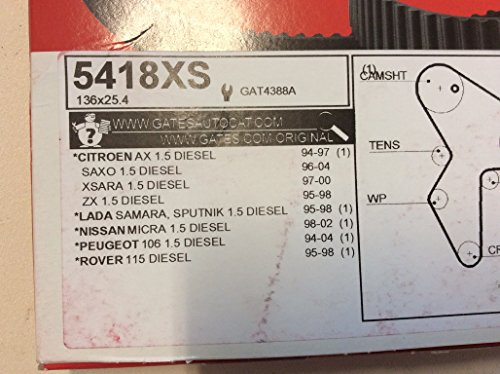 5418XS
136x25.4 GAT4388A
WWW.GATESAUTOCAT.COM
WWW.GATES.COM/ORIGINAL
*CITROEN AX 1.5 DIESEL 94-97 (1)
SAXO 1.5 DIESEL 96-04
XSARA 1.5 DIESEL 97-00
ZX 1.5 DIESEL 95-98
*LADA SAMARA, SPUTNIK 1.5 DIESEL 95-98 (1)
*NISSAN MICRA 1.5 DIESEL 98-02 (1)
*PEUGEOT 106 1.5 DIESEL 94-04 (1)
*ROVER 115 DIESEL 95-98 (1)
(1)
CAMSHT
TENS
WP